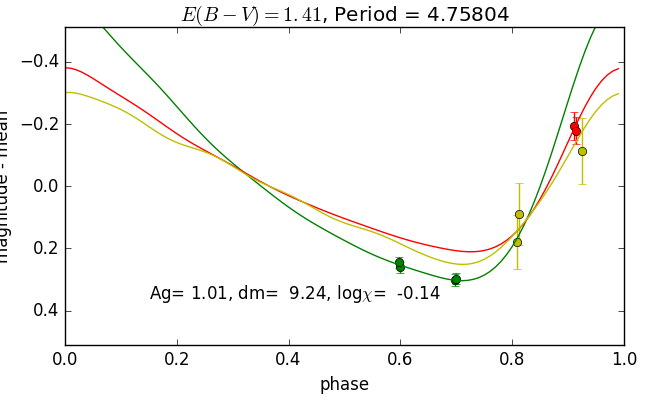 E(B − V) = 1.41, Period = 4.75804
−0.4
−0.2
0.0
0.2
0.4
magnitude - mean
Ag= 1.01, dm= 9.24, logχ= -0.14
0.0 0.2 0.4 0.6 0.8 1.0
phase